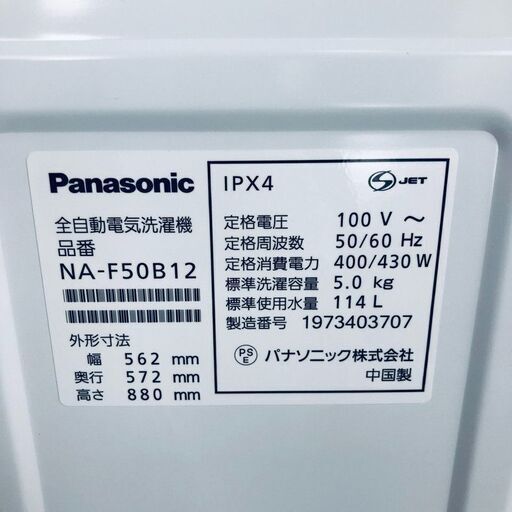 Panasonic
全自動電気洗濯機
品番
NA-F50B12
外形寸法
幅 562 mm
奥行 572 mm
高さ 880 mm
IPX4
S JET
定格電圧 100 V ～
定格周波数 50/60 Hz
定格消費電力 400/430 W
標準洗濯容量 5.0 kg
標準使用水量 114 L
製造番号 1973403707
PS E パナソニック株式会社
中国製